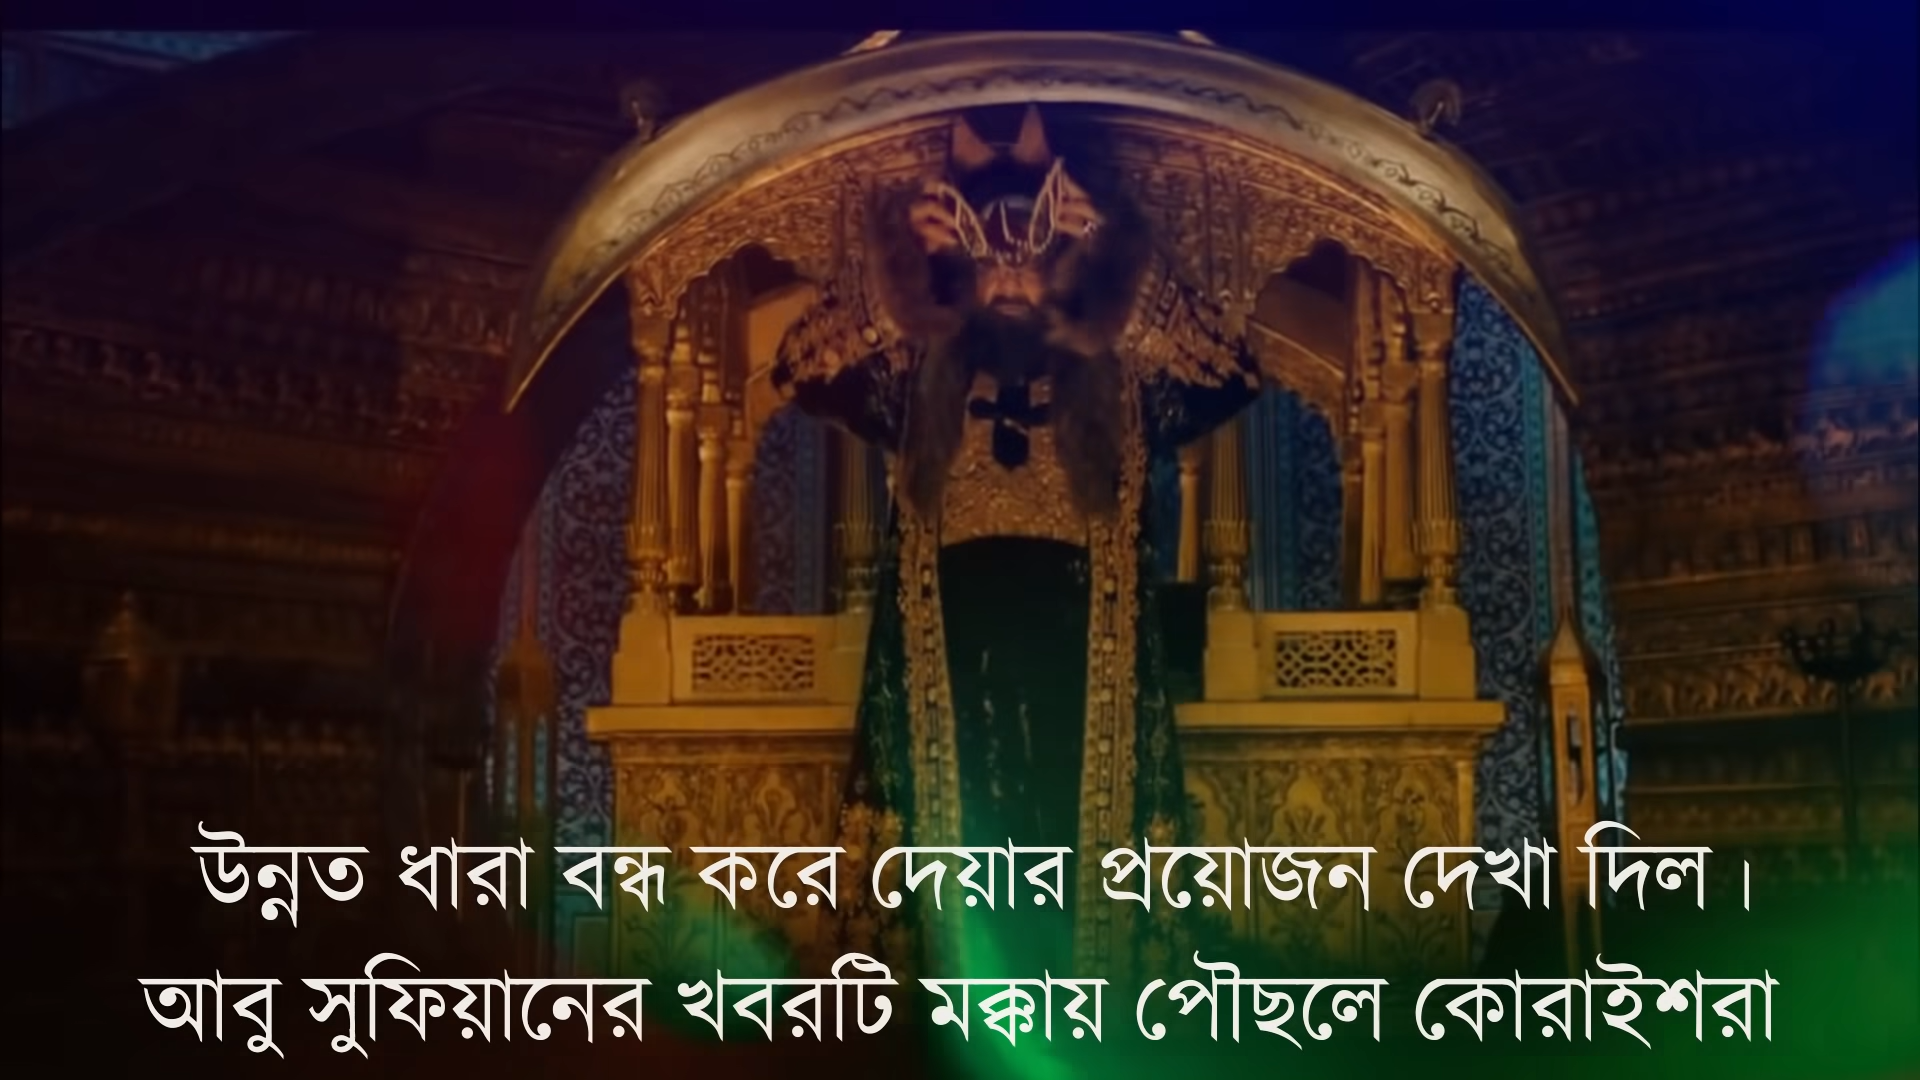 উন্নত ধারা বন্ধ করে দেয়ার প্রয়োজন দেখা দিল।
আবু সুফিয়ানের খবরটি মক্কায় পৌছলে কোরাইশরা